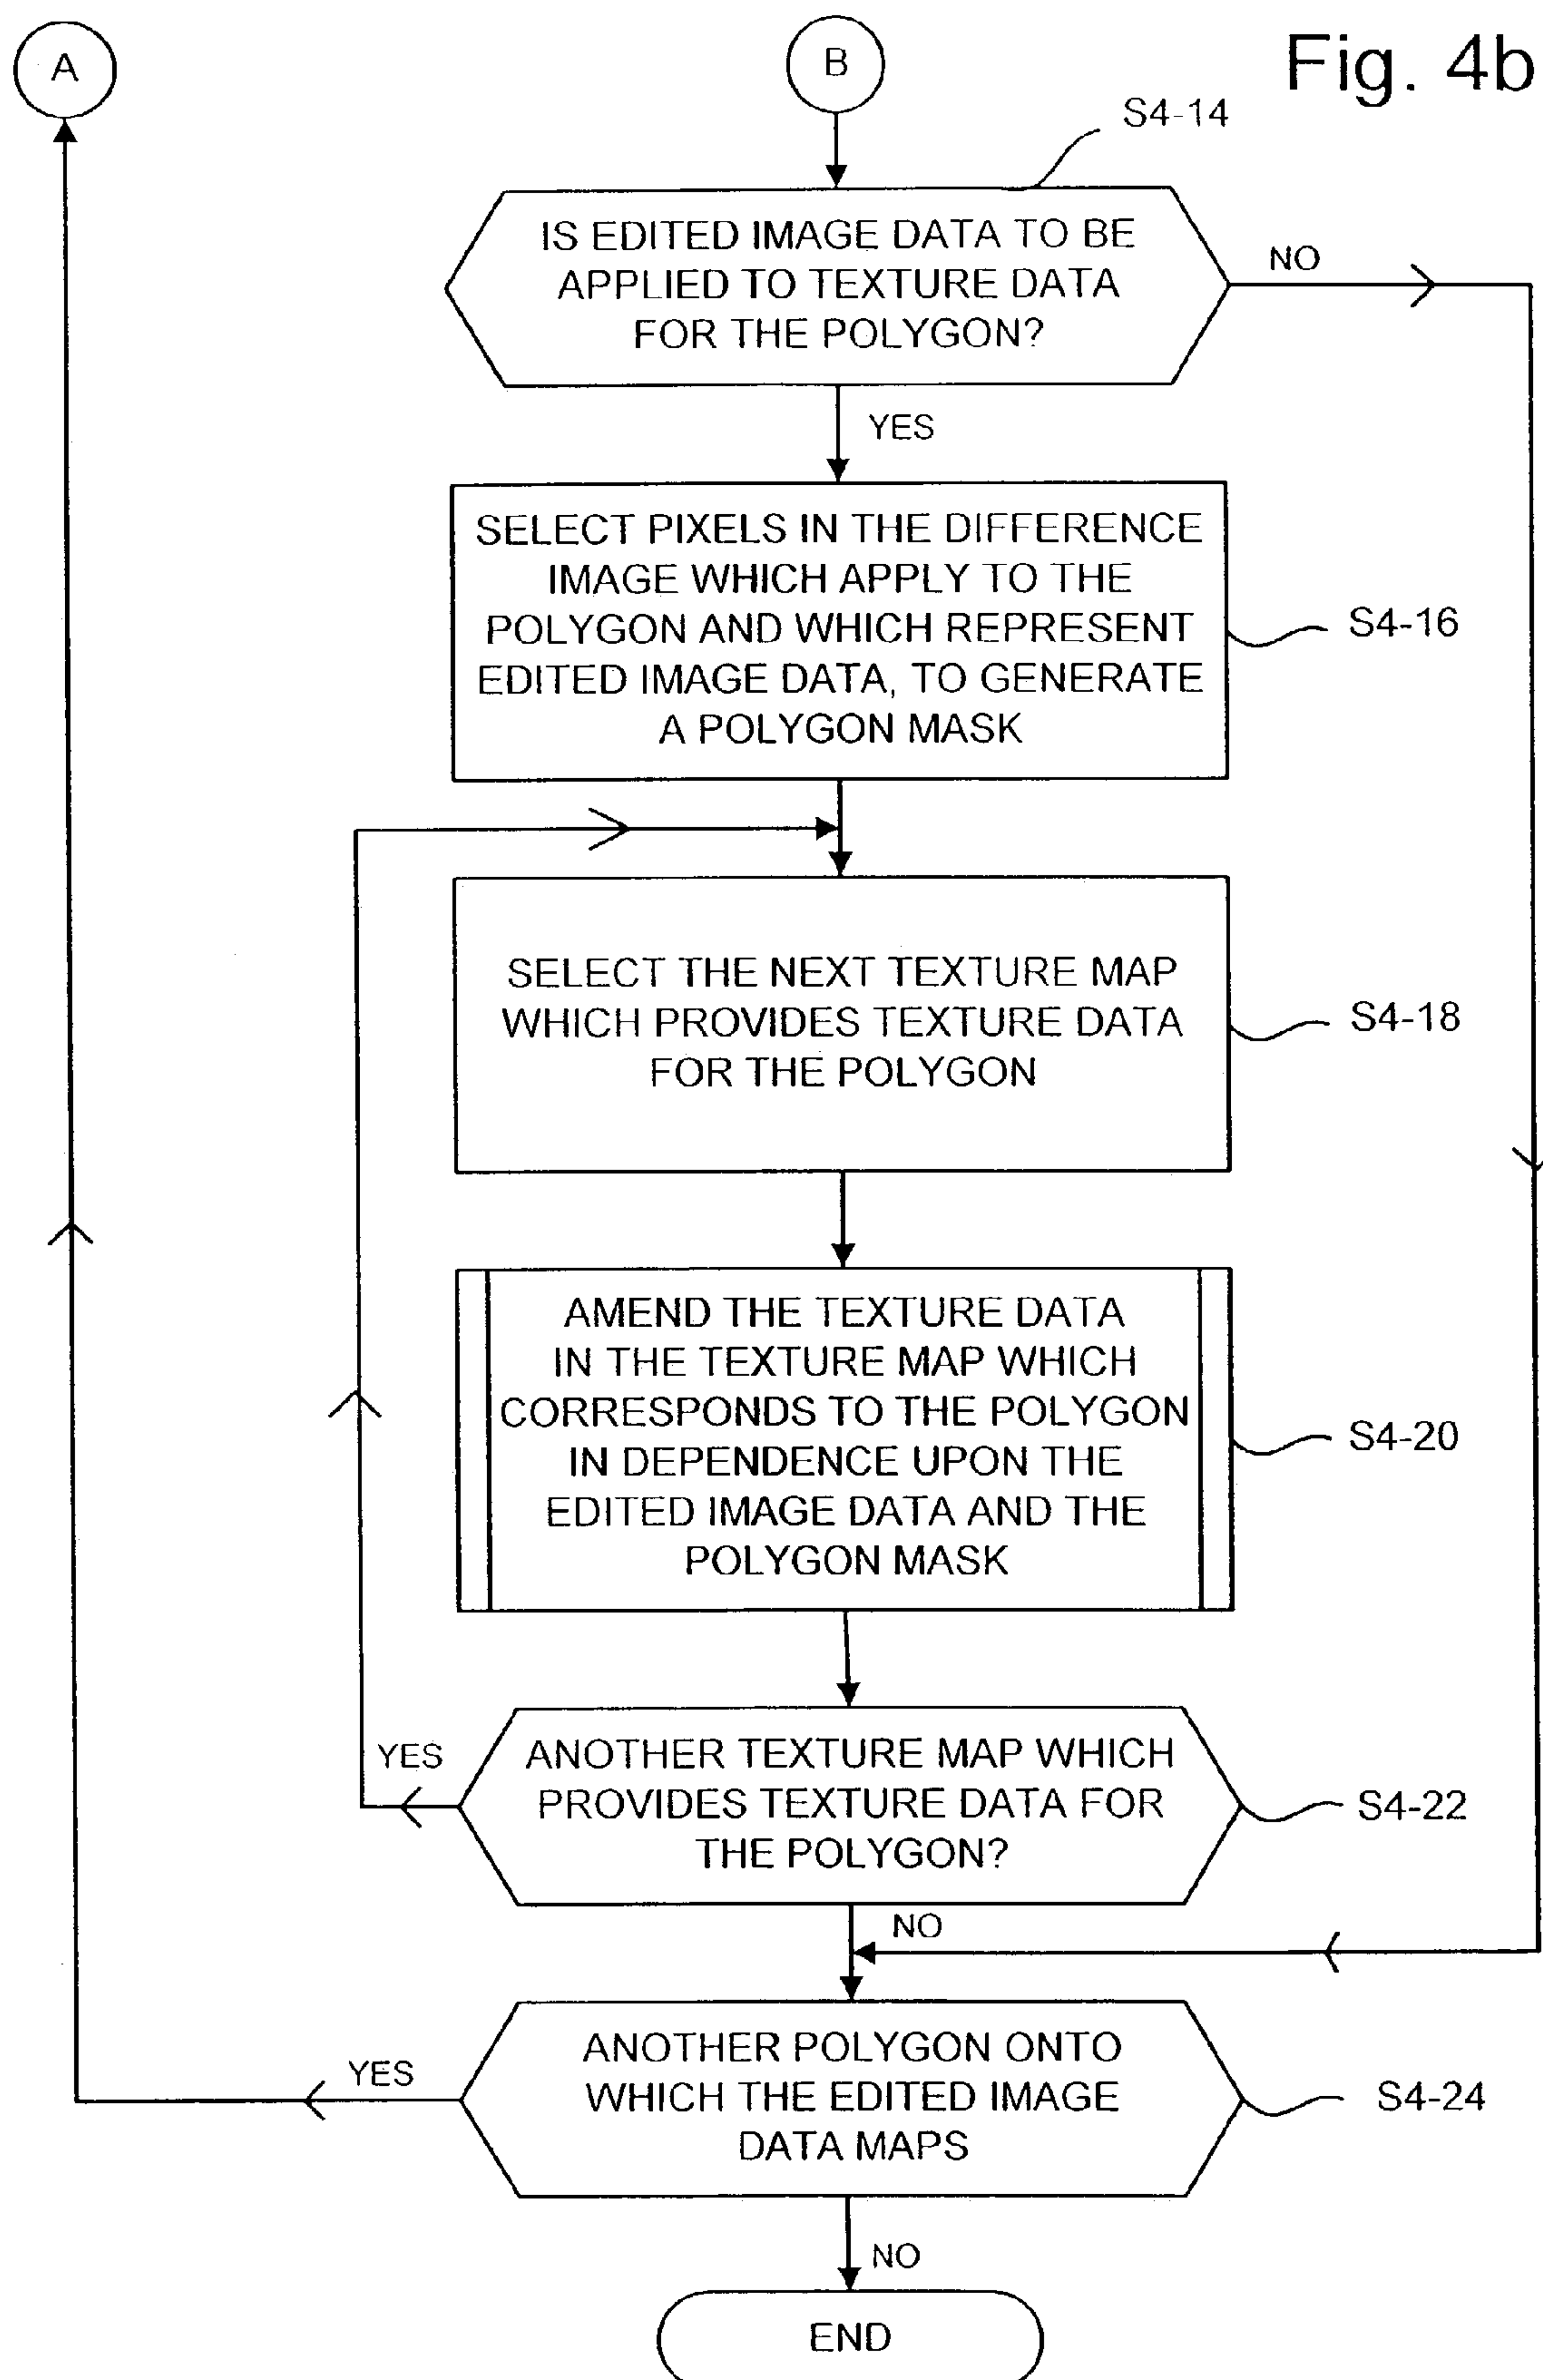 A
B
Fig. 4b
S4-14
IS EDITED IMAGE DATA TO BE
APPLIED TO TEXTURE DATA
FOR THE POLYGON?
NO
YES
SELECT PIXELS IN THE DIFFERENCE
IMAGE WHICH APPLY TO THE
POLYGON AND WHICH REPRESENT
EDITED IMAGE DATA, TO GENERATE
A POLYGON MASK
S4-16
SELECT THE NEXT TEXTURE MAP
WHICH PROVIDES TEXTURE DATA
FOR THE POLYGON
S4-18
AMEND THE TEXTURE DATA
IN THE TEXTURE MAP WHICH
CORRESPONDS TO THE POLYGON
IN DEPENDENCE UPON THE
EDITED IMAGE DATA AND THE
POLYGON MASK
S4-20
YES
ANOTHER TEXTURE MAP WHICH
PROVIDES TEXTURE DATA FOR
THE POLYGON?
S4-22
NO
YES
ANOTHER POLYGON ONTO
WHICH THE EDITED IMAGE
DATA MAPS
S4-24
NO
END